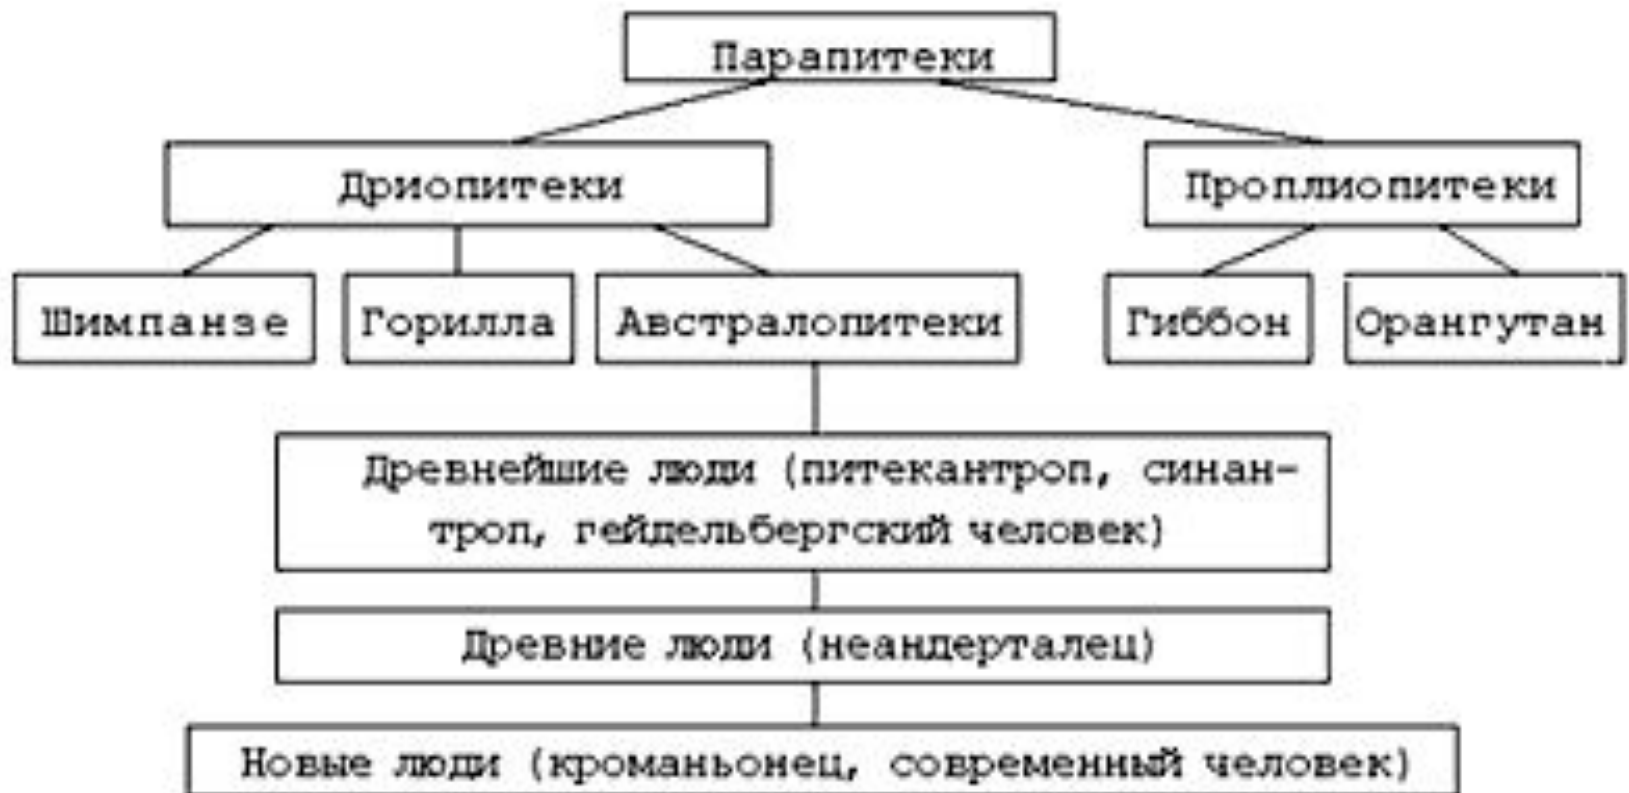 Парапитеки
Дриопитеки
Проплиопитеки
Шимпанзе
Горилла
Австралопитеки
Гиббон
Орангутан
Древнейшие люди (питекантроп, синан-
троп, гейдельбергский человек)
Древние люди (неандерталец)
Новые люди (кроманьонец, современный человек)